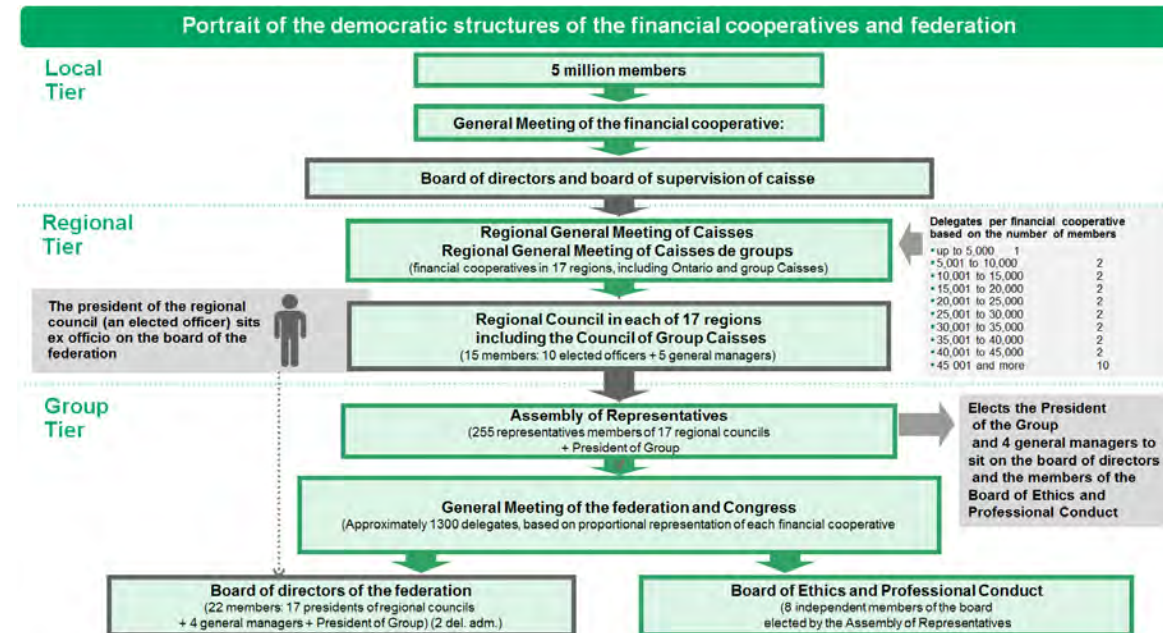 Portrait of the democratic structures of the financial cooperatives and federation
Local
Tier
5 million members
General Meeting of the financial cooperative:
Board of directors and board of supervision of caisse
Regional
Tier
Regional General Meeting of Caisses
Regional General Meeting of Caisses de groups
(financial cooperatives in 17 regions, including Ontario and group Caisses)
Delegates per financial cooperative
based on the number of members
• up to 5,000 1
• 5,001 to 10,000 2
• 10,001 to 15,000 2
• 15,001 to 20,000 2
• 20,001 to 25,000 2
• 25,001 to 30,000 2
• 30,001 to 35,000 2
• 35,001 to 40,000 2
• 40,001 to 45,000 2
• 45 001 and more 10
The president of the regional
council (an elected officer) sits
ex officio on the board of the
federation
Regional Council in each of 17 regions
including the Council of Group Caisses
(15 members: 10 elected officers + 5 general managers)
Group
Tier
Assembly of Representatives
(255 representatives members of 17 regional councils
+ President of Group
Elects the President
of the Group
and 4 general managers to
sit on the board of directors
and the members of the
Board of Ethics and
Professional Conduct
General Meeting of the federation and Congress
(Approximately 1300 delegates, based on proportional representation of each financial cooperative
Board of directors of the federation
(22 members: 17 presidents of regional councils
+ 4 general managers + President of Group) (2 del. adm.)
Board of Ethics and Professional Conduct
(8 independent members of the board
elected by the Assembly of Representatives